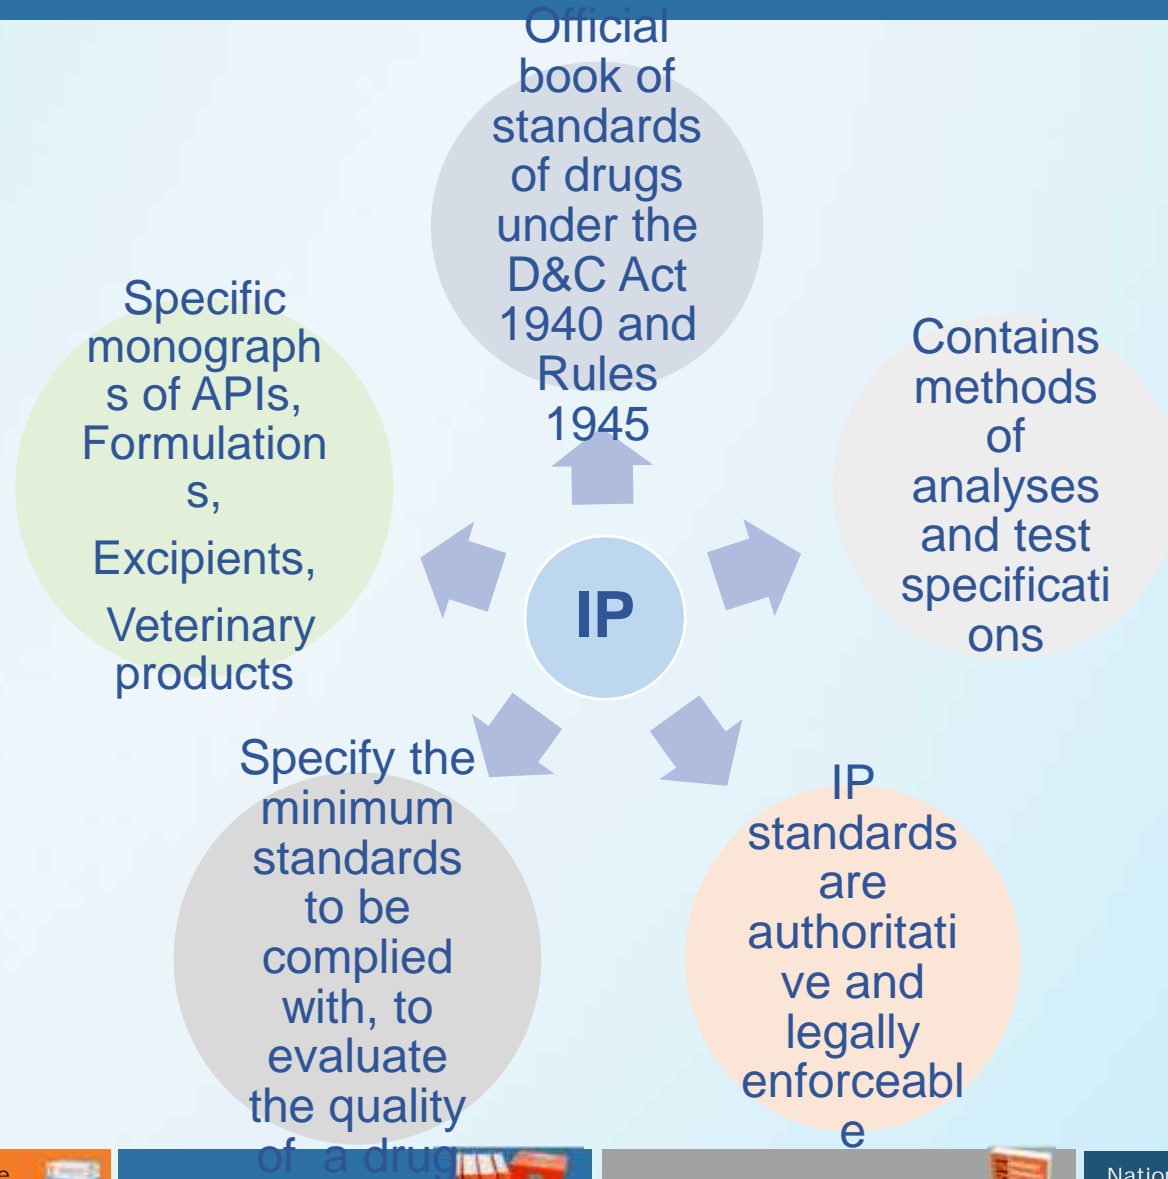 Official
book of
standards
of drugs
under the
D&C Act
1940 and
Rules
1945
Contains
methods
of
analyses
and test
specificati
ons
IP
standards
are
authoritati
ve and
legally
enforceabl
e
Specify the
minimum
standards
to be
complied
with, to
evaluate
the quality
of a drug
Specific
monograph
s of APIs,
Formulation
s,
Excipients,
Veterinary
products
IP